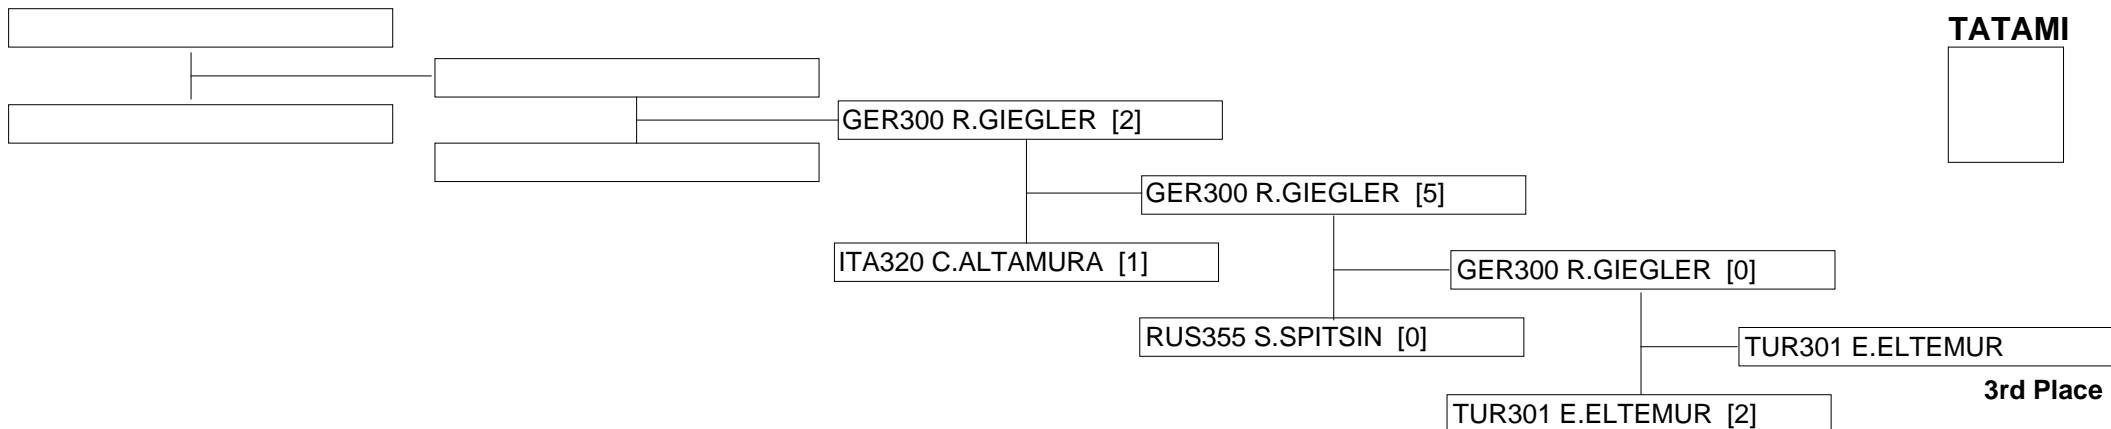 TATAMI
GER300 R.GIEGLER [2]
GER300 R.GIEGLER [5]
ITA320 C.ALTAMURA [1]
GER300 R.GIEGLER [0]
RUS355 S.SPITSIN [0]
TUR301 E.ELTEMUR
3rd Place
TUR301 E.ELTEMUR [2]